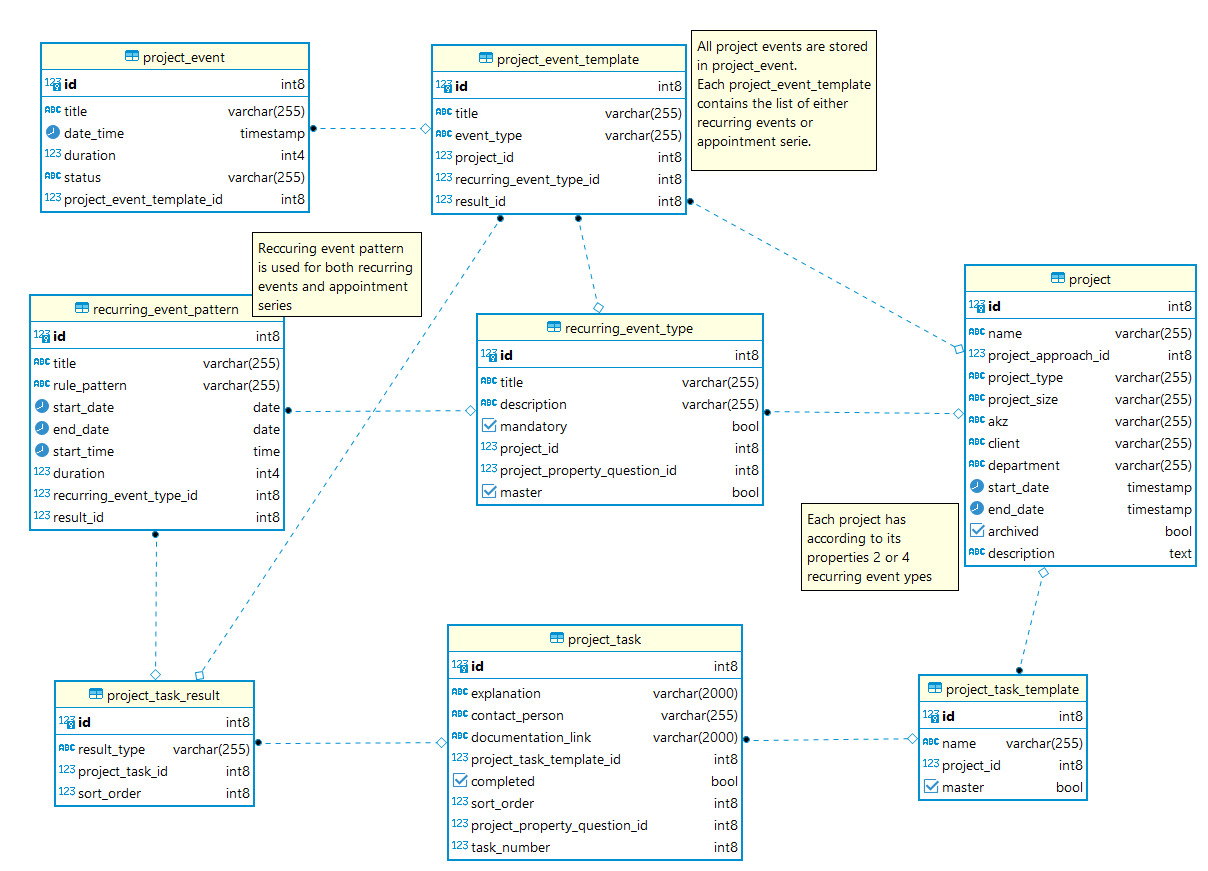 project_event
id int8
title varchar(255)
date_time timestamp
duration int4
status varchar(255)
project_event_template_id int8
project_event_template
id int8
title varchar(255)
event_type varchar(255)
project_id int8
recurring_event_type_id int8
result_id int8
All project events are stored
in project_event.
Each project_event_template
contains the list of either
recurring events or
appointment serie.
Reccuring event pattern
is used for both recurring
events and appointment
series
recurring_event_pattern
id int8
title varchar(255)
rule_pattern varchar(255)
start_date date
end_date date
start_time time
duration int4
recurring_event_type_id int8
result_id int8
recurring_event_type
id int8
title varchar(255)
description varchar(255)
mandatory bool
project_id int8
project_property_question_id int8
master bool
project
id int8
name varchar(255)
project_approach_id int8
project_type varchar(255)
project_size varchar(255)
akz varchar(255)
client varchar(255)
department varchar(255)
start_date timestamp
end_date timestamp
archived bool
description text
Each project has
according to its
properties 2 or 4
recurring event ypes
project_task_result
id int8
result_type varchar(255)
project_task_id int8
sort_order int8
project_task
id int8
explanation varchar(2000)
contact_person varchar(255)
documentation_link varchar(2000)
project_task_template_id int8
completed bool
sort_order int8
project_property_question_id int8
task_number int8
project_task_template
id int8
name varchar(255)
project_id int8
master bool